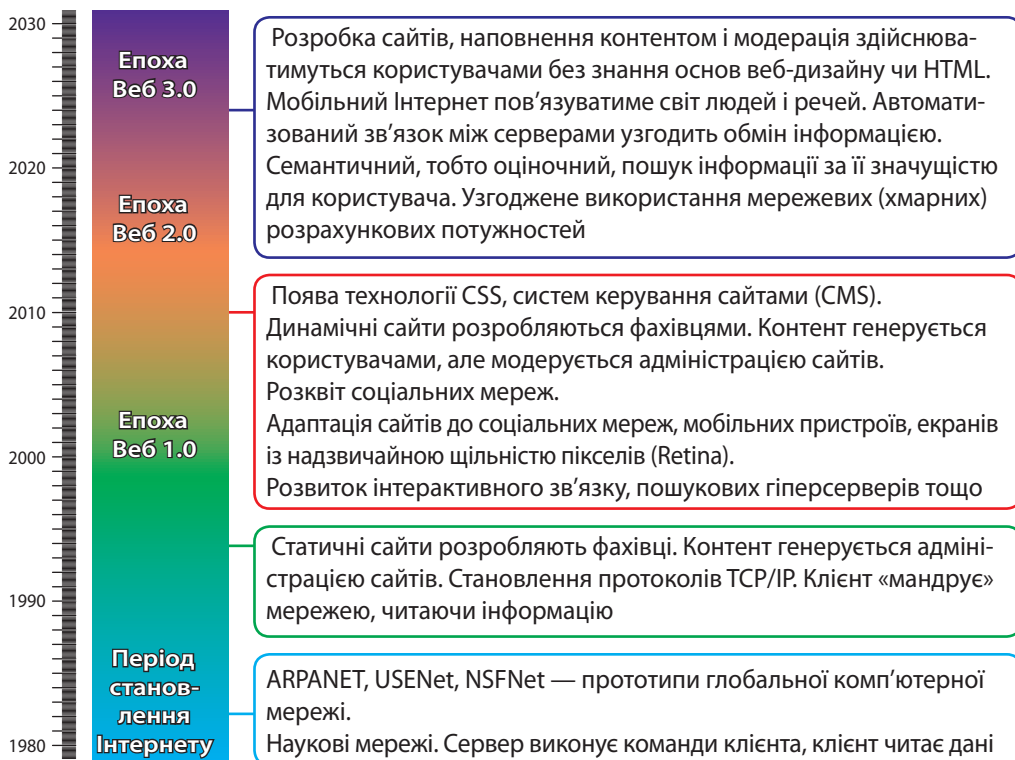 2030
Епоха
Веб 3.0
Розробка сайтів, наповнення контентом і модерація здійснюва-
тимуться користувачами без знання основ веб-дизайну чи HTML.
Мобільний Інтернет пов’язуватиме світ людей і речей. Автомати-
зований зв’язок між серверами узгодить обмін інформацією.
Семантичний, тобто оціночний, пошук інформації за її значущістю
для користувача. Узгоджене використання мережевих (хмарних)
розрахункових потужностей
2020
Епоха
Веб 2.0
2010
Поява технології CSS, систем керування сайтами (CMS).
Динамічні сайти розробляються фахівцями. Контент генерується
користувачами, але модерується адміністрацією сайтів.
Розквіт соціальних мереж.
Адаптація сайтів до соціальних мереж, мобільних пристроїв, екранів
із надзвичайною щільністю пікселів (Retina).
Розвиток інтерактивного зв’язку, пошукових гіперсерверів тощо
Епоха
Веб 1.0
2000
Статичні сайти розробляють фахівці. Контент генерується адміні-
страцією сайтів. Становлення протоколів TCP/IP. Клієнт «мандрує»
мережею, читаючи інформацію
1990
Період
станов-
лення
Інтернету
ARPANET, USENet, NSFNet — прототипи глобальної комп’ютерної
мережі.
Наукові мережі. Сервер виконує команди клієнта, клієнт читає дані
1980